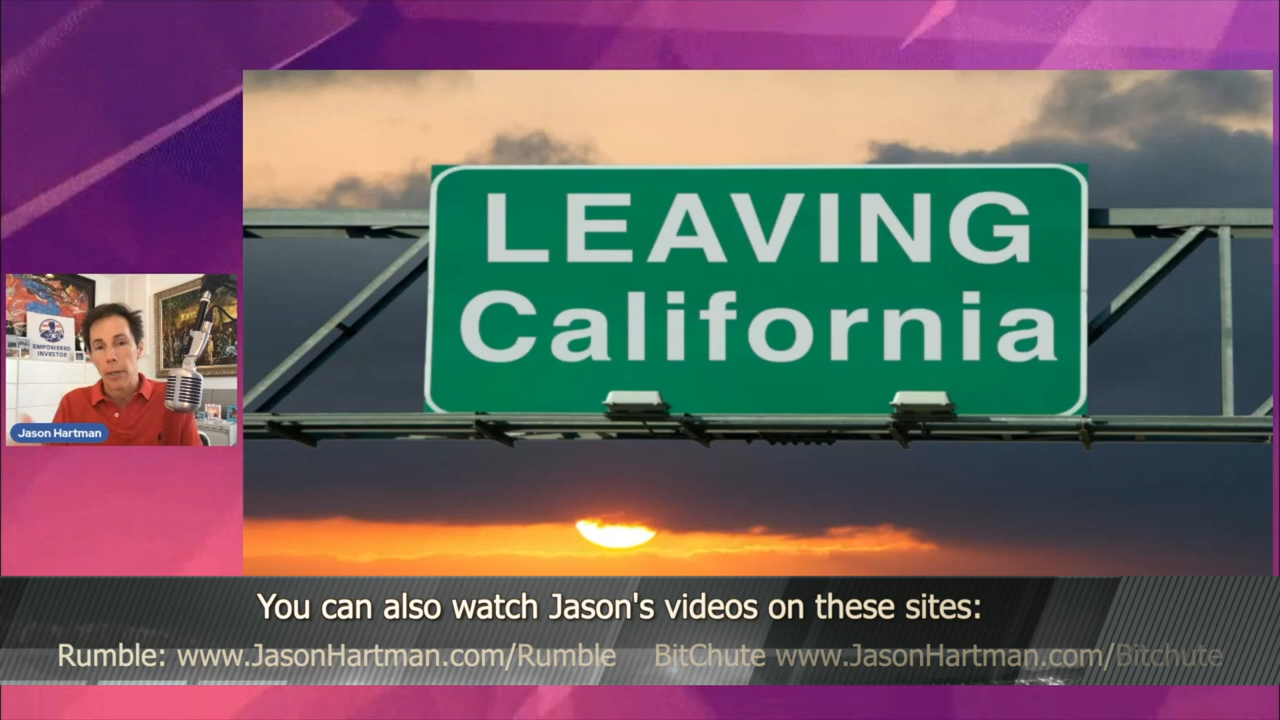 LEAVING
California
EMPOWERED
INVESTOR
Jason Hartman
You can also watch Jason's videos on these sites:
Rumble: www.JasonHartman.com/Rumble BitChute www.JasonHartman.com/Bitchute